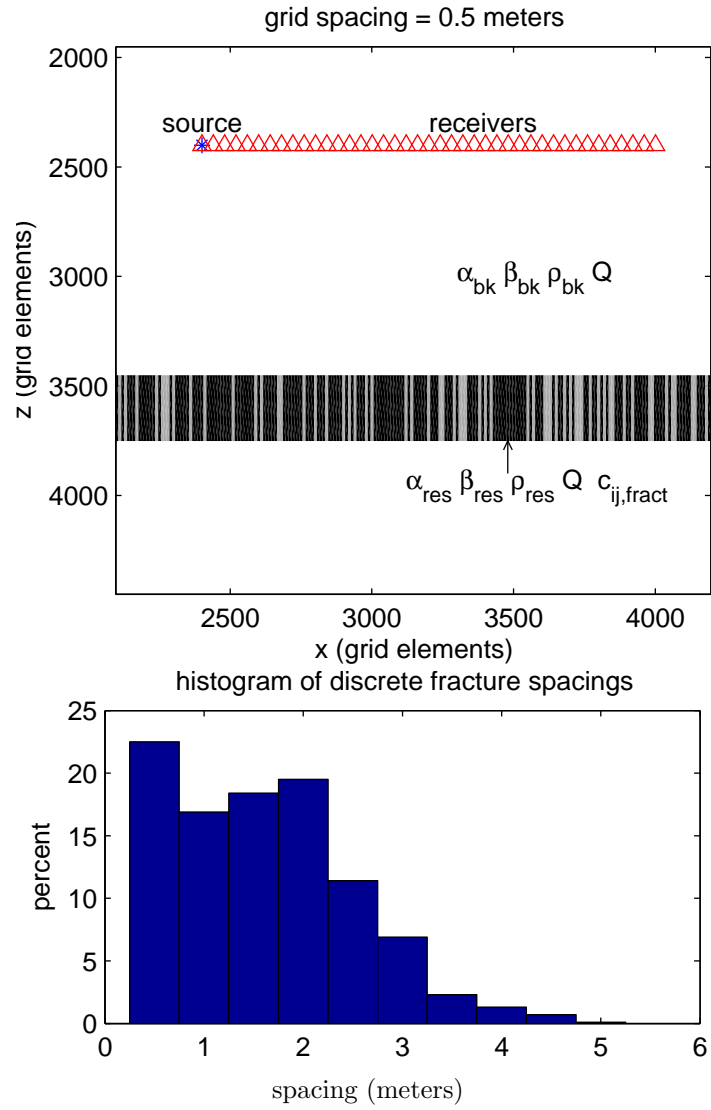 grid spacing = 0.5 meters
2000
source receivers
2500
α_bk β_bk ρ_bk Q
3000
z (grid elements)
3500
α_res β_res ρ_res Q c_ij,fract
4000
2500 3000 3500 4000
x (grid elements)
histogram of discrete fracture spacings
25
20
15
10
5
0
percent
0 1 2 3 4 5 6
spacing (meters)